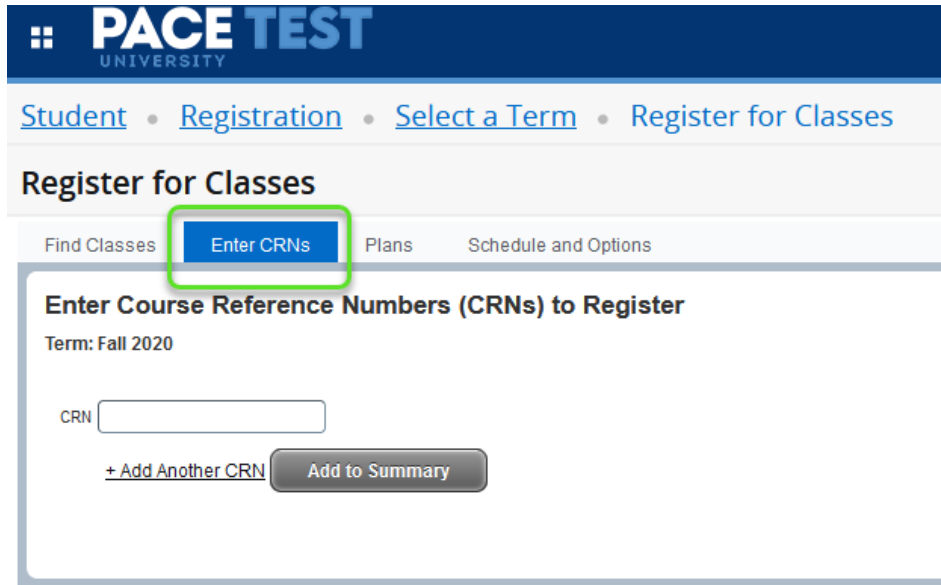 PACE TEST
UNIVERSITY
Student • Registration • Select a Term • Register for Classes
Register for Classes
Find Classes Enter CRNs Plans Schedule and Options
Enter Course Reference Numbers (CRNs) to Register
Term: Fall 2020
CRN
+ Add Another CRN Add to Summary